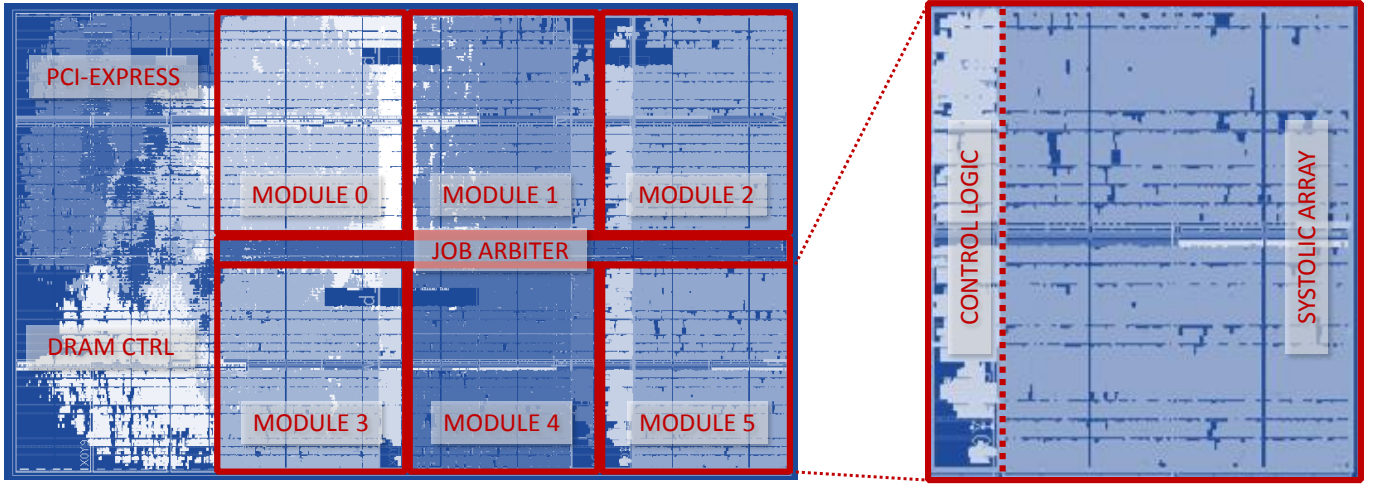 PCI-EXPRESS
MODULE 0
MODULE 1
MODULE 2
JOB ARBITER
DRAM CTRL
MODULE 3
MODULE 4
MODULE 5
CONTROL LOGIC
SYSTOLIC ARRAY